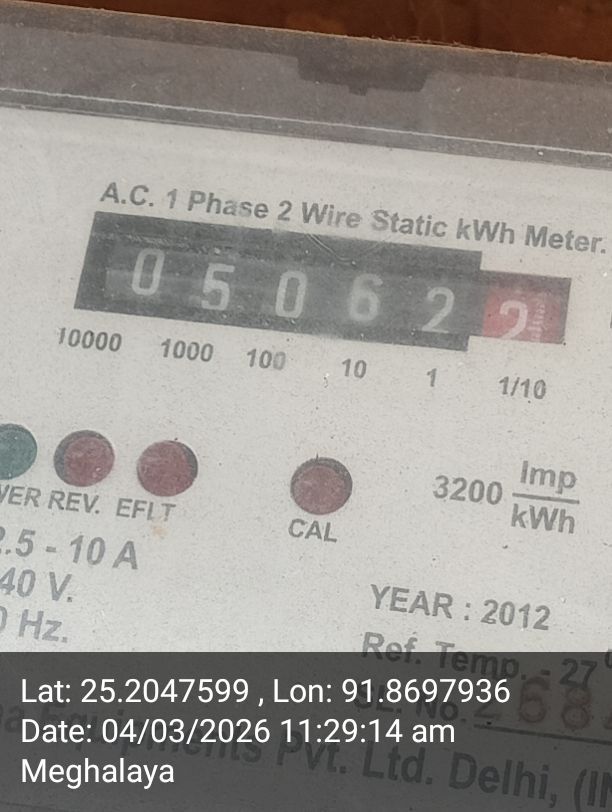 A.C. 1 Phase 2 Wire Static kWh Meter.
0 5 0 6 2 2
10000 1000 100 10 1 1/10
REV. EFLT
CAL
3200 Imp
kWh
.5 - 10 A
40 V.
Hz.
YEAR : 2012
Ref. Temp. - 27
Lat: 25.2047599 , Lon: 91.8697936
Date: 04/03/2026 11:29:14 am
Meghalaya
Pvt. Ltd. Delhi,